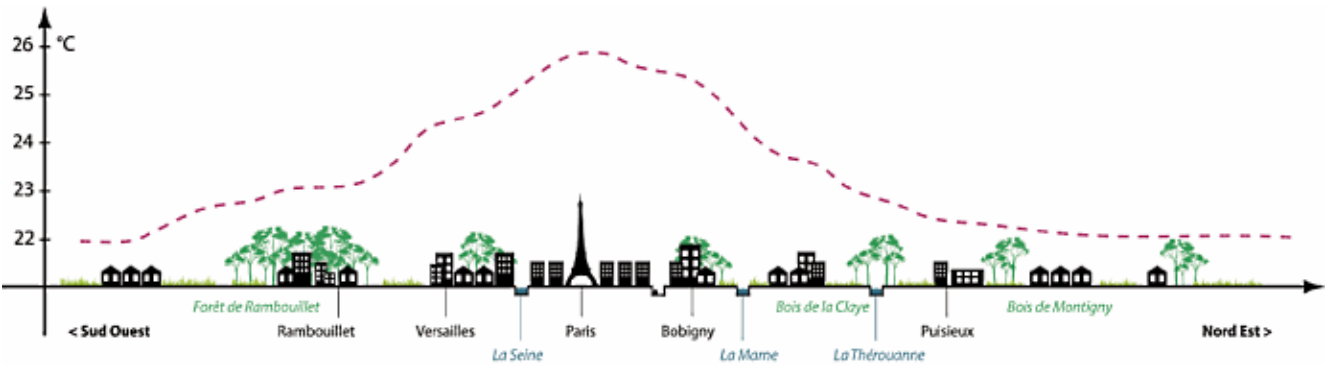 26 °C
25
24
23
22
Forêt de Rambouillet Bois de la Claye Bois de Montigny
< Sud Ouest Rambouillet Versailles Paris Bobigny Puisieux Nord Est >
La Seine La Marne La Thérouanne